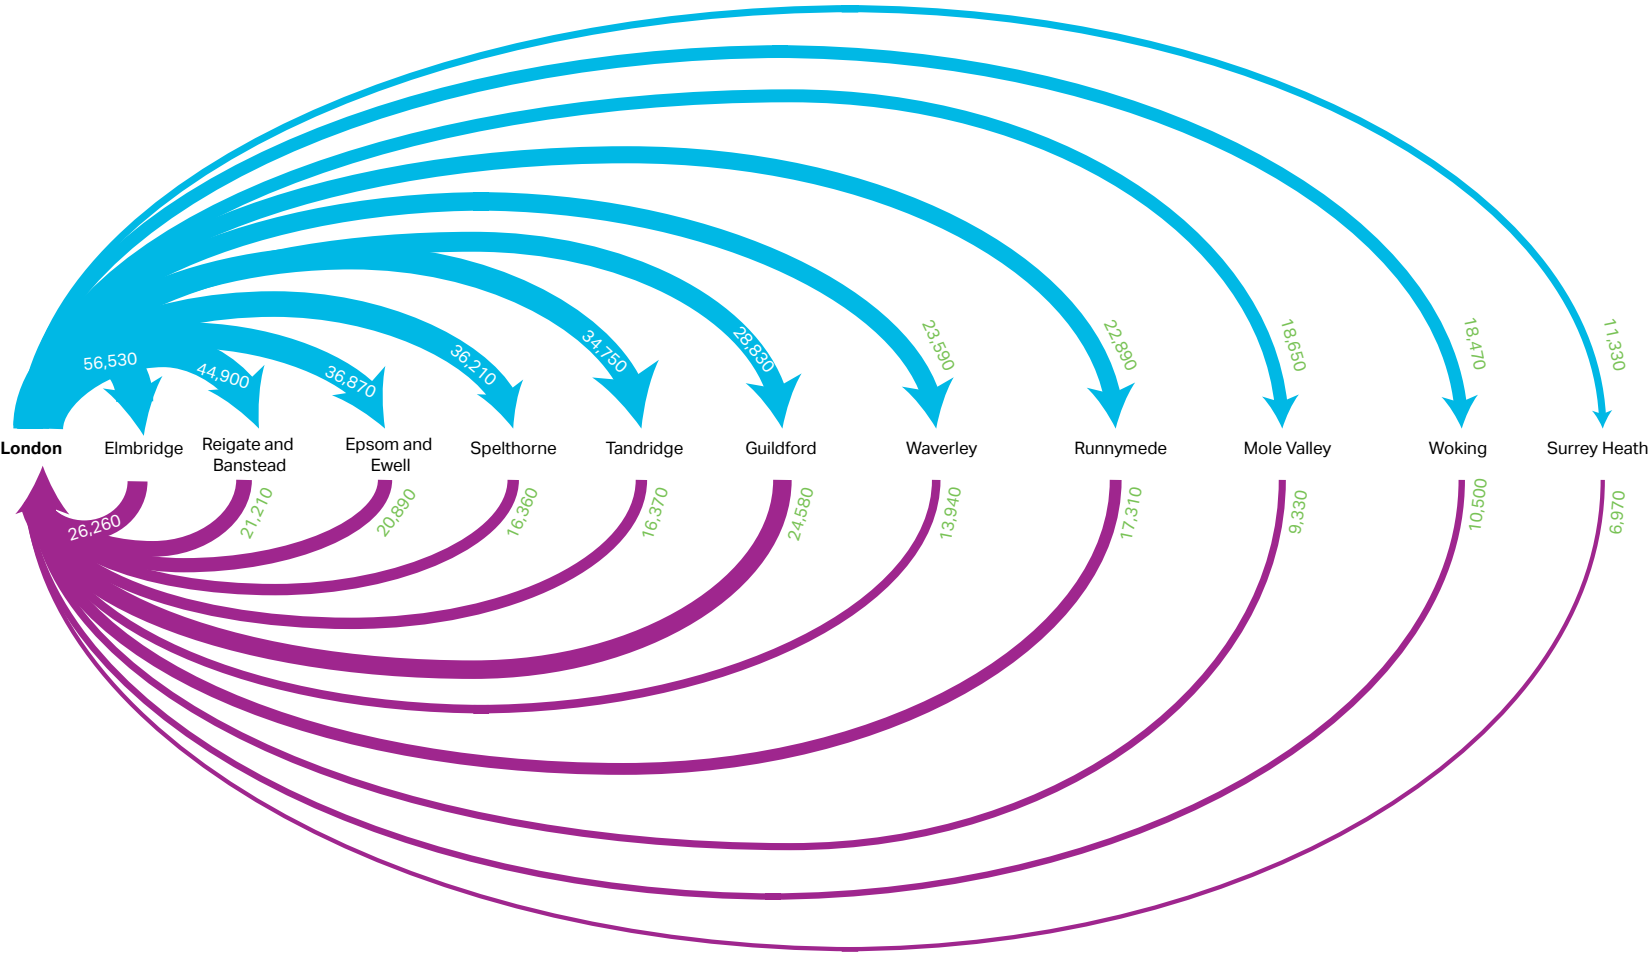 11,330
18,470
18,650
22,890
23,590
28,830
34,750
36,210
36,870
44,900
56,530
London
Elmbridge
Reigate and
Banstead
Epsom and
Ewell
Spelthorne
Tandridge
Guildford
Waverley
Runnymede
Mole Valley
Woking
Surrey Heath
26,260
21,210
20,890
16,360
16,370
24,580
13,940
17,310
9,330
10,500
6,970